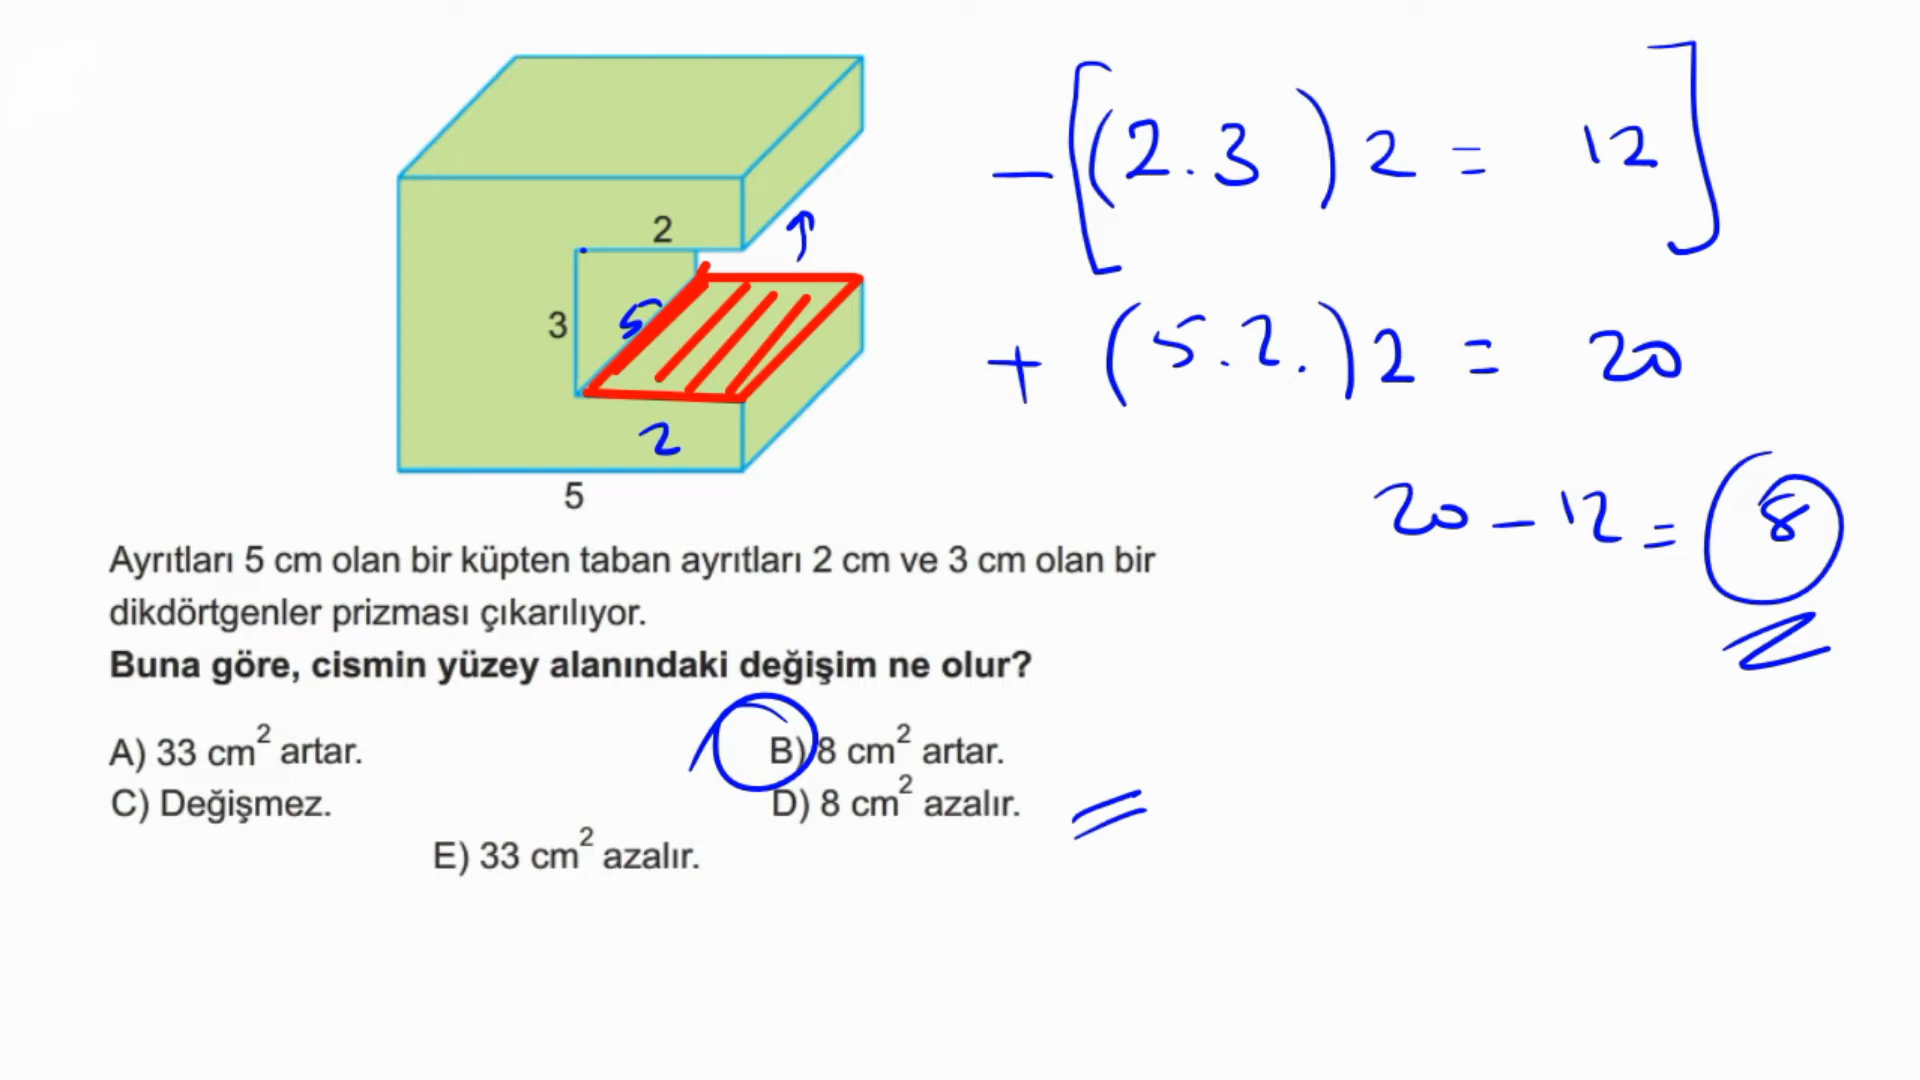 2
3
5
2
5
Ayrıtları 5 cm olan bir küpten taban ayrıtları 2 cm ve 3 cm olan bir
dikdörtgenler prizması çıkarılıyor.
Buna göre, cismin yüzey alanındaki değişim ne olur?
A) 33 cm² artar.
B) 8 cm² artar.
C) Değişmez.
D) 8 cm² azalır.
E) 33 cm² azalır.
-[(2.3)2 = 12]
+ (5.2.)2 = 20
20 - 12 = 8